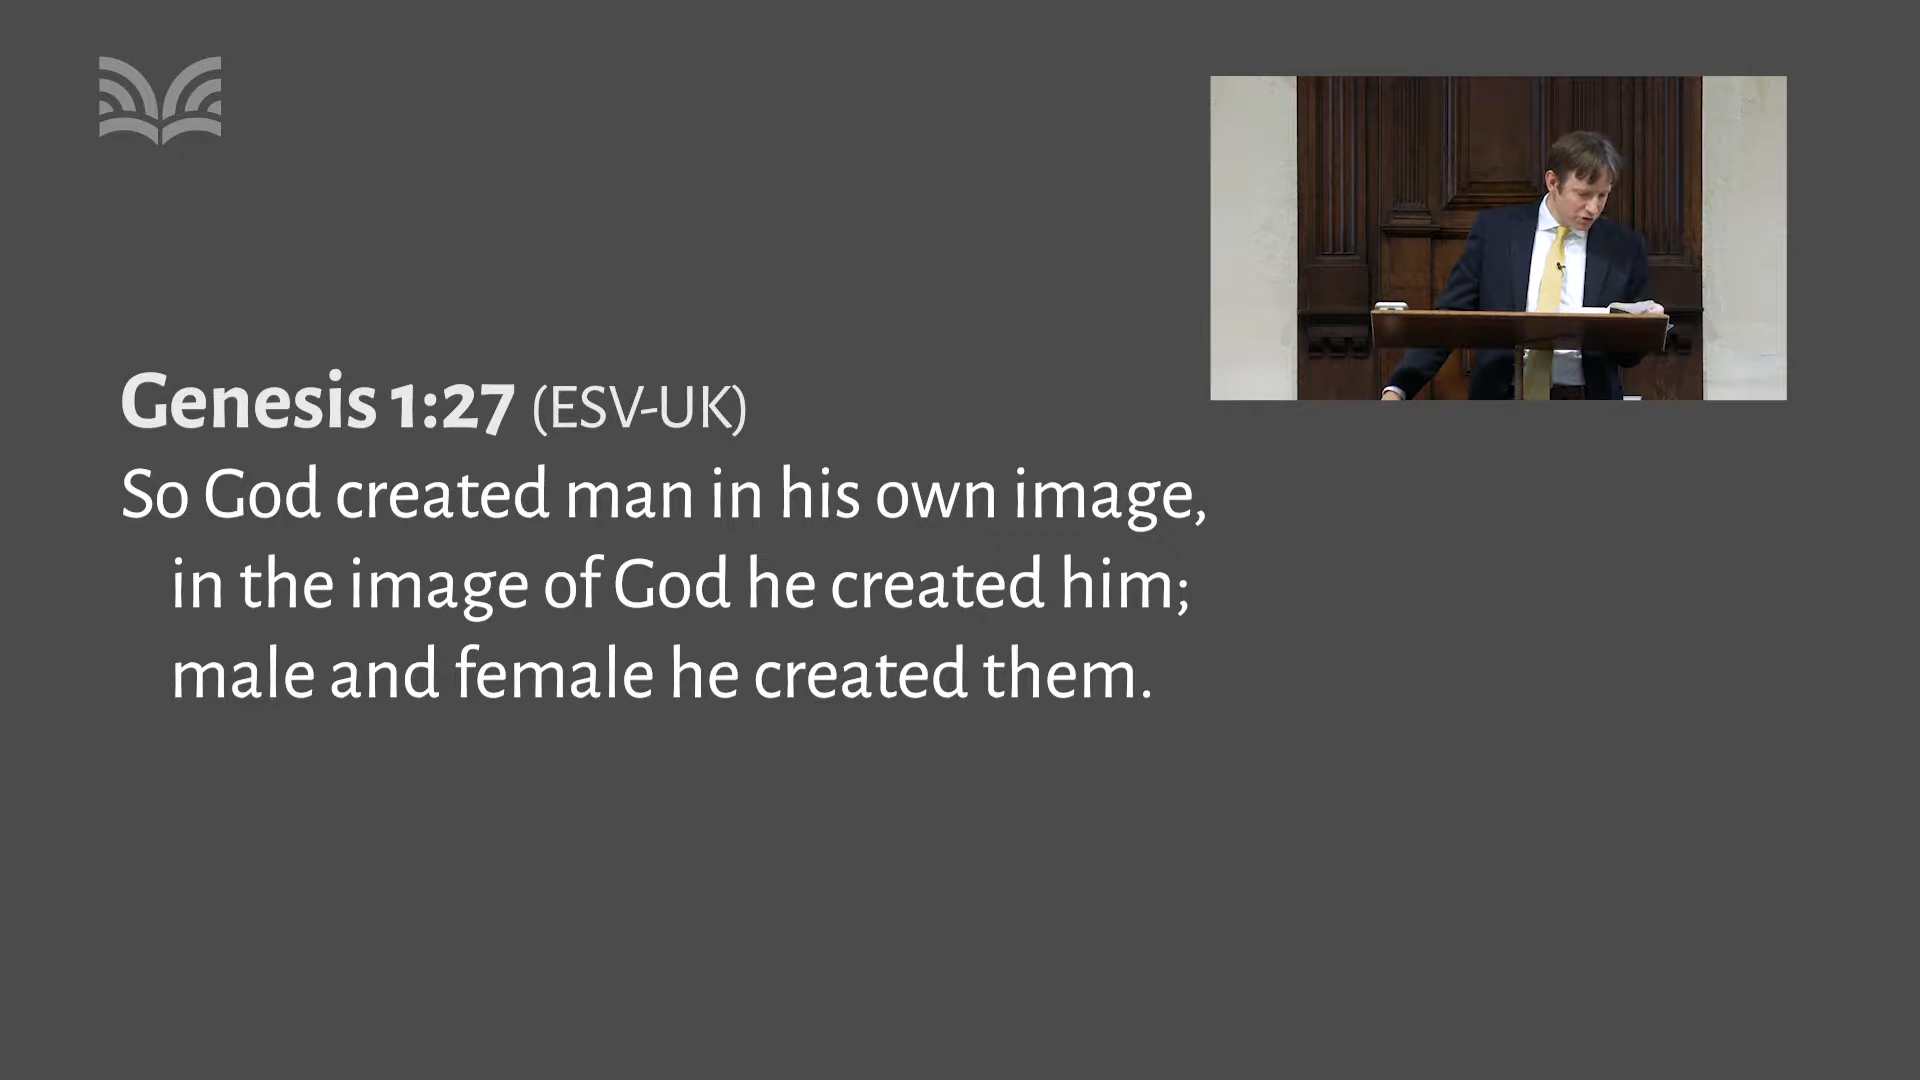 Genesis 1:27 (ESV-UK)
So God created man in his own image,
in the image of God he created him;
male and female he created them.